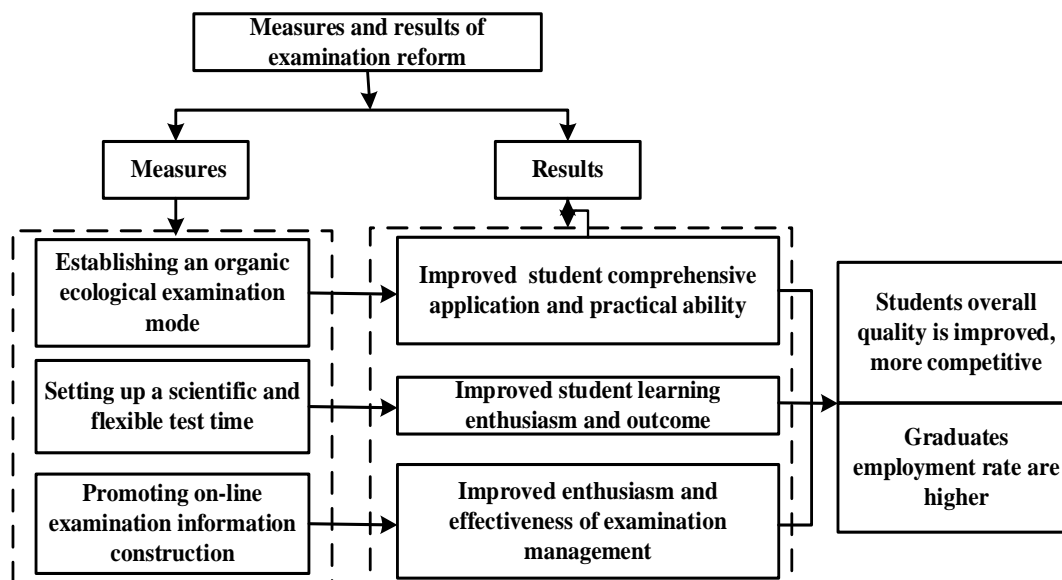 Measures and results of
examination reform
Measures
Results
Establishing an organic
ecological examination
mode
Improved student comprehensive
application and practical ability
Students overall
quality is improved,
more competitive
Setting up a scientific and
flexible test time
Improved student learning
enthusiasm and outcome
Graduates
employment rate are
higher
Promoting on-line
examination information
construction
Improved enthusiasm and
effectiveness of examination
management